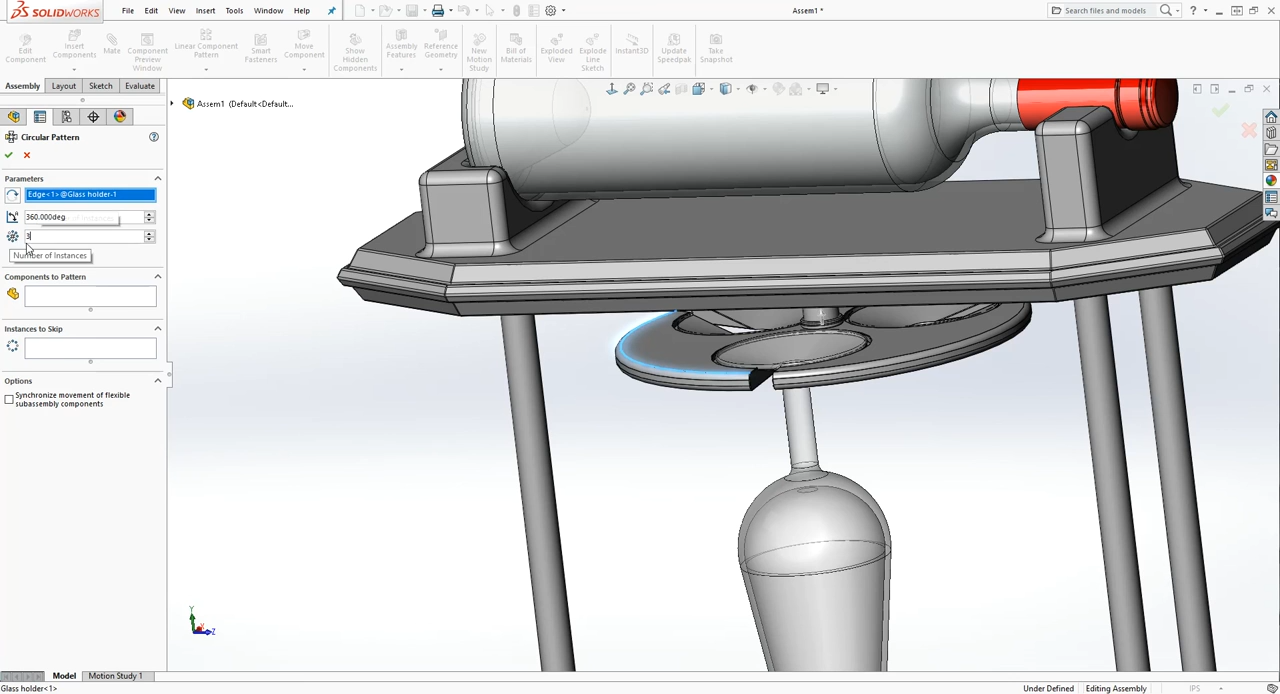 SOLIDWORKS File Edit View Insert Tools Window Help Assem1 * Search files and models
Edit Component
Insert Components
Mate
Component Preview Window
Linear Component Pattern
Smart Fasteners
Move Component
Show Hidden Components
Assembly Features
Reference Geometry
New Motion Study
Bill of Materials
Exploded View
Explode Line Sketch
Instant3D
Update Speedpak
Take Snapshot
Assembly Layout Sketch Evaluate
Assem1 (Default<Default...
Circular Pattern
Parameters
Edge<1>@Glass holder-1
360.000deg
3
Number of Instances
Components to Pattern
Instances to Skip
Options
Synchronize movement of flexible
subassembly components
Y
X
Z
Model Motion Study 1
Glass holder<1> Under Defined Editing Assembly IPS